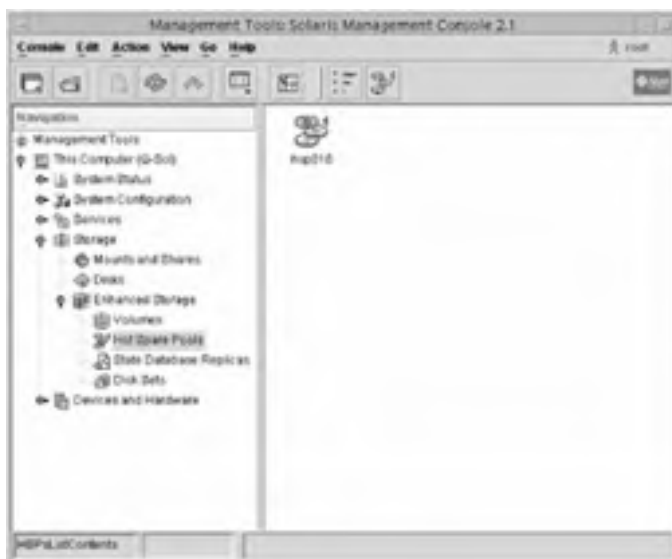 Management Tools: Solaris Management Console 2.1
Console Edit Action View Go Help
root
Navigation
Management Tools
This Computer (G-Sol)
System Status
System Configuration
Services
Storage
Mounts and Shares
Disks
Enhanced Storage
Volumes
Hot Spare Pools
State Database Replicas
Disk Sets
Devices and Hardware